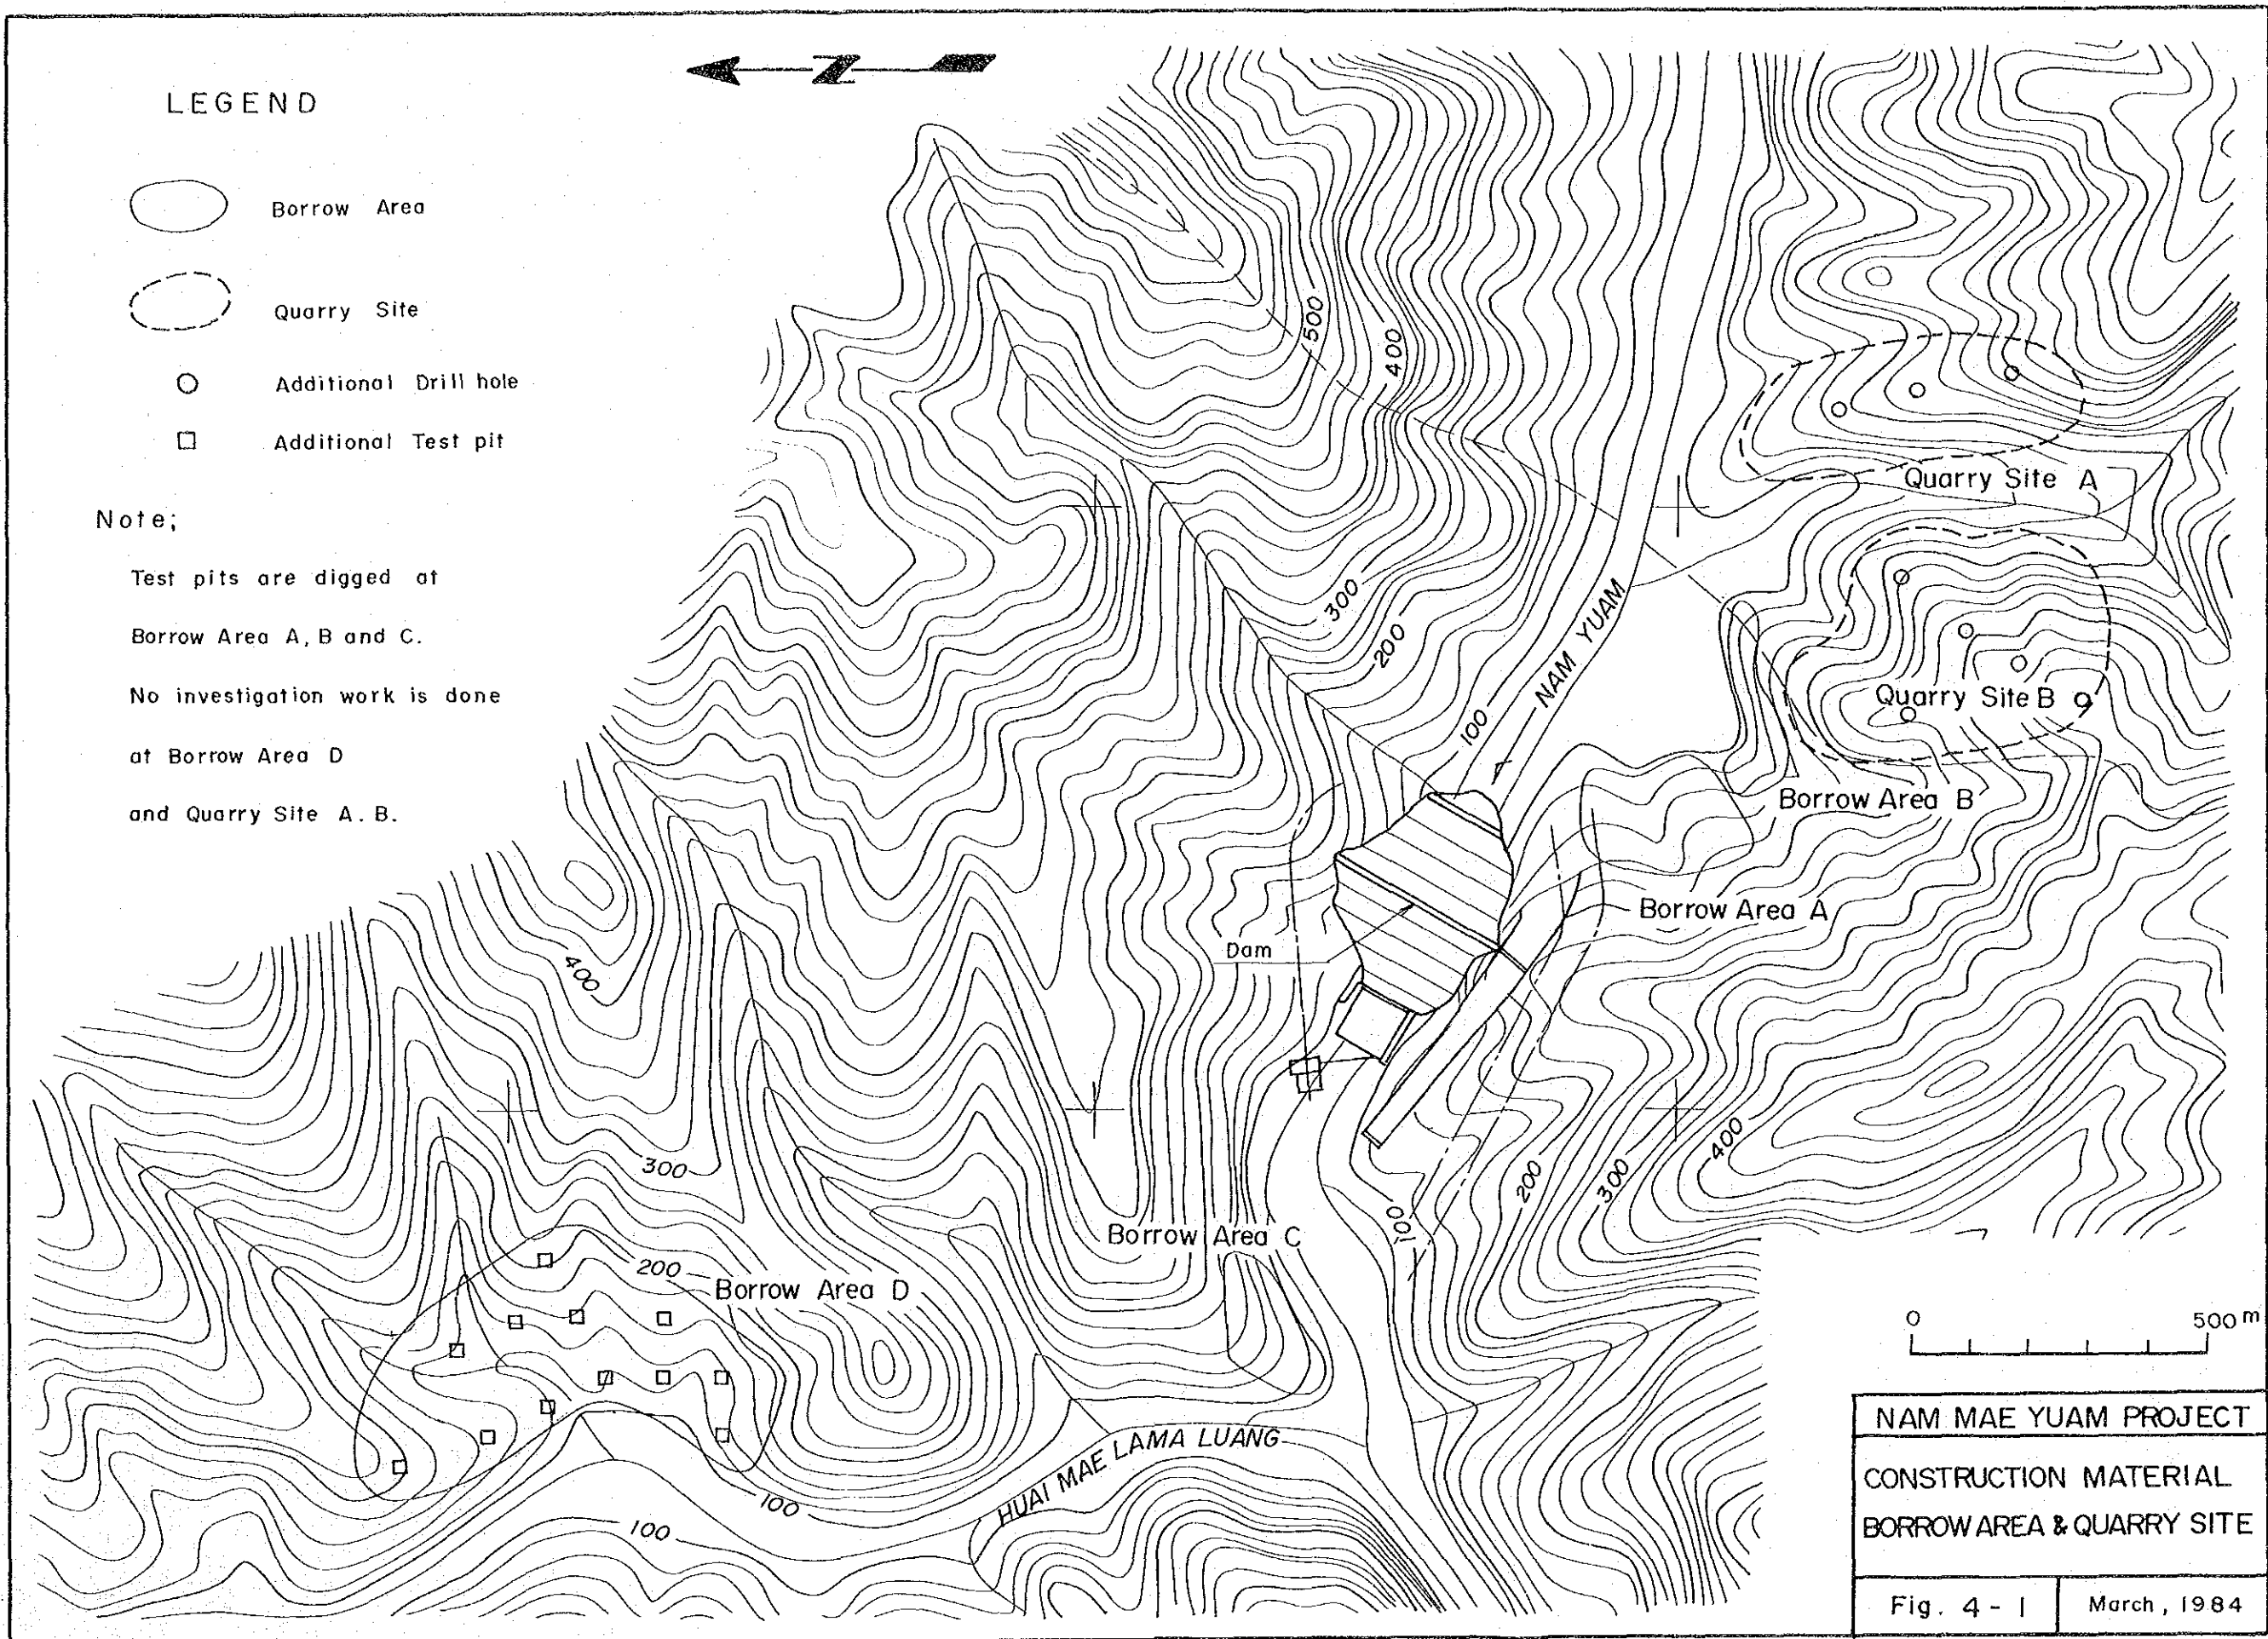 N
LEGEND
Borrow Area
Quarry Site
Additional Drill hole
Additional Test pit
Note;
Test pits are digged at
Borrow Area A, B and C.
No investigation work is done
at Borrow Area D
and Quarry Site A. B.
500
400
Quarry Site A
300
200
NAM YUAM
100
Quarry Site B
Borrow Area B
Borrow Area A
Dam
400
300
400
200
300
100
Borrow Area C
200
Borrow Area D
HUAI MAE LAMA LUANG
100
100
0 500 m
NAM MAE YUAM PROJECT
CONSTRUCTION MATERIAL
BORROW AREA & QUARRY SITE
Fig. 4 - 1
March, 1984